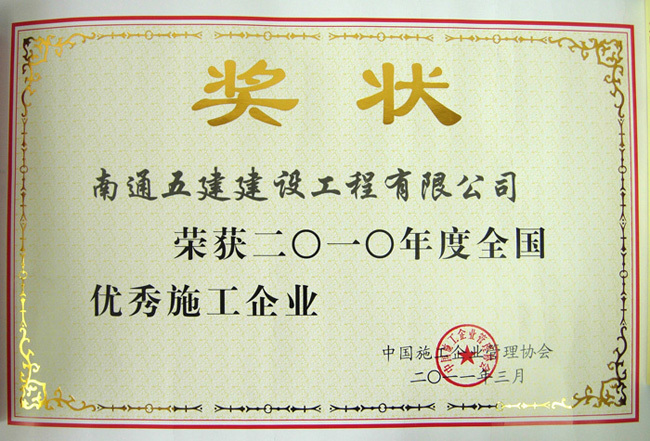 奖状
南通五建建设工程有限公司
荣获二〇一〇年度全国
优秀施工企业
中国施工企业管理协会
二〇一一年三月